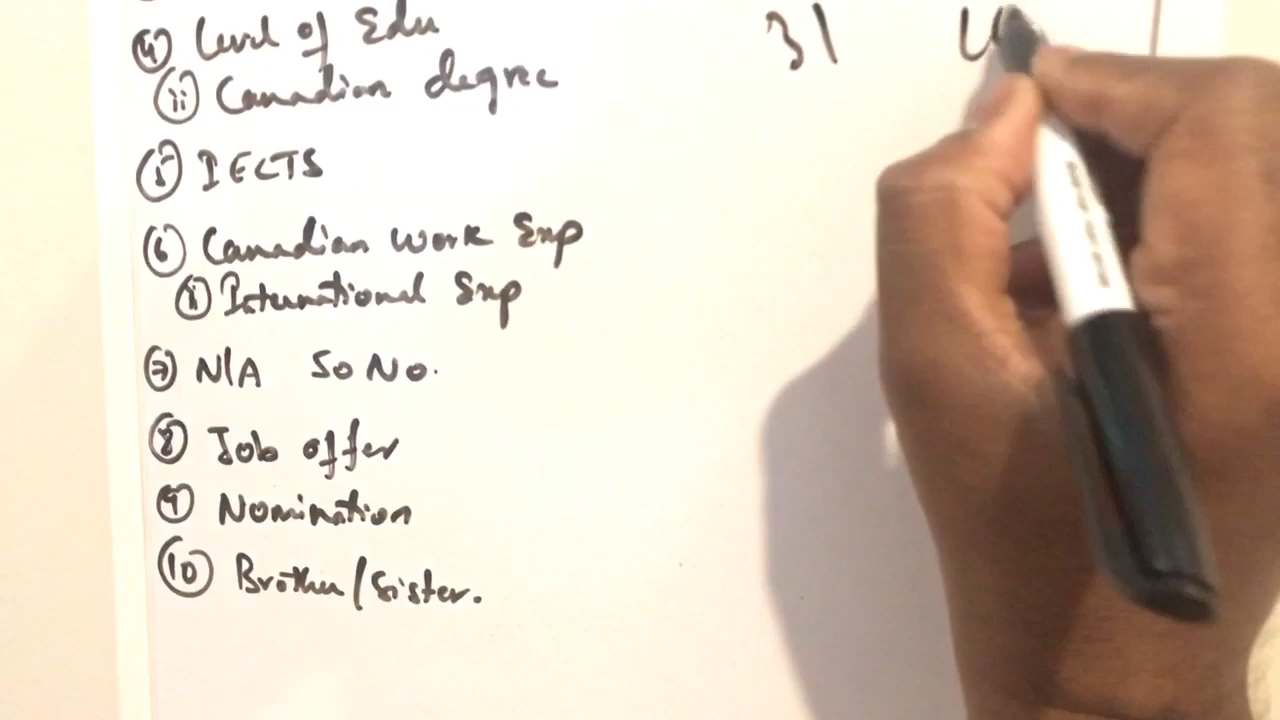 ④ Level of Edu 31
ii Canadian degree
⑤ IELTS
⑥ Canadian work Exp
i International Exp
⑦ N/A SO NO.
⑧ Job offer
⑨ Nomination
⑩ Brother/Sister.